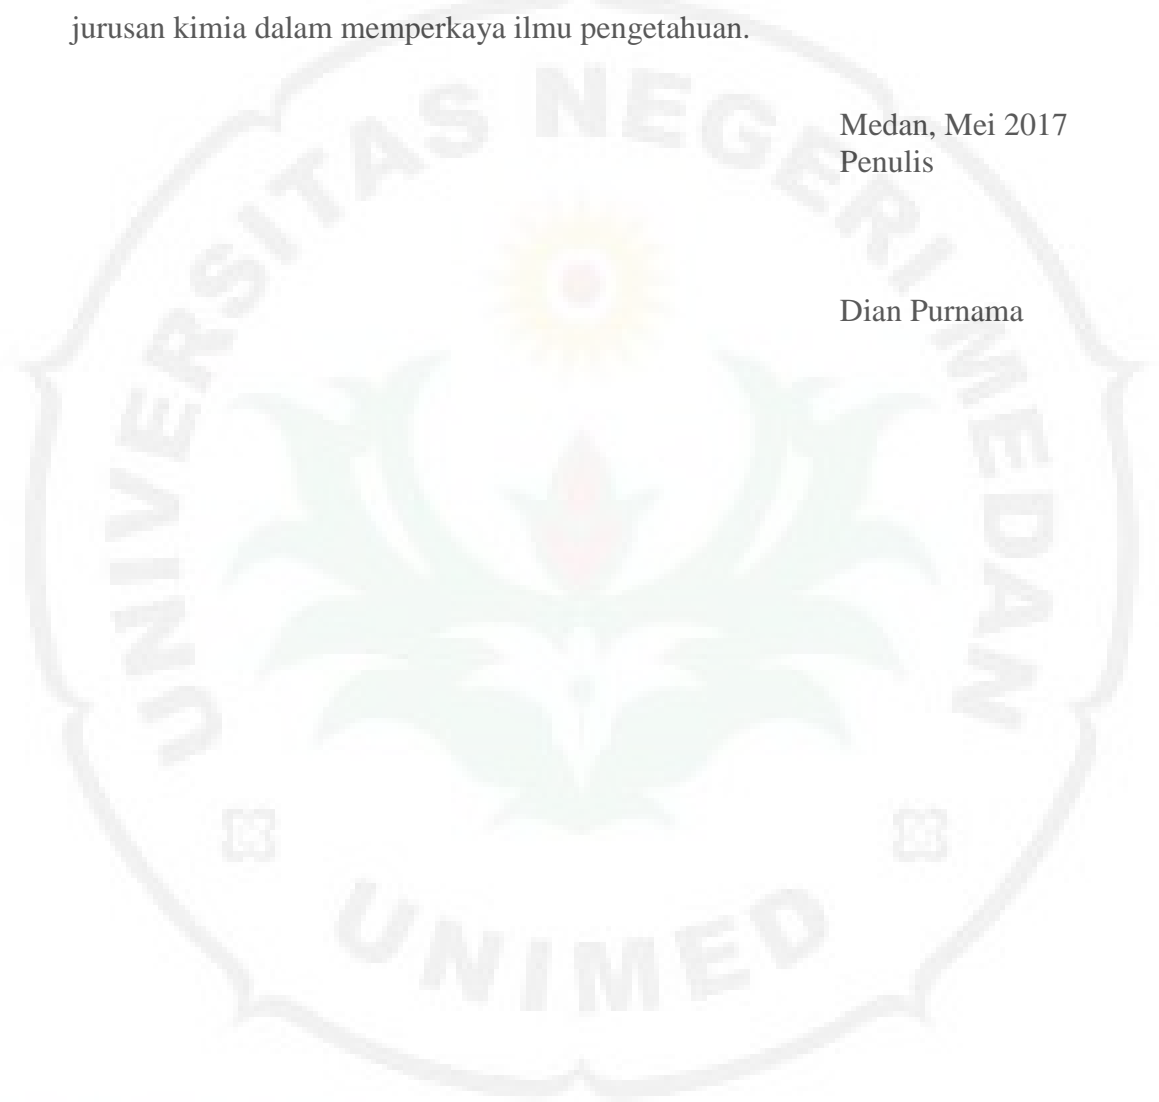 jurusan kimia dalam memperkaya ilmu pengetahuan.
Medan, Mei 2017
Penulis
Dian Purnama
UNIVERSITAS NEGERI MEDAN
UNIMED